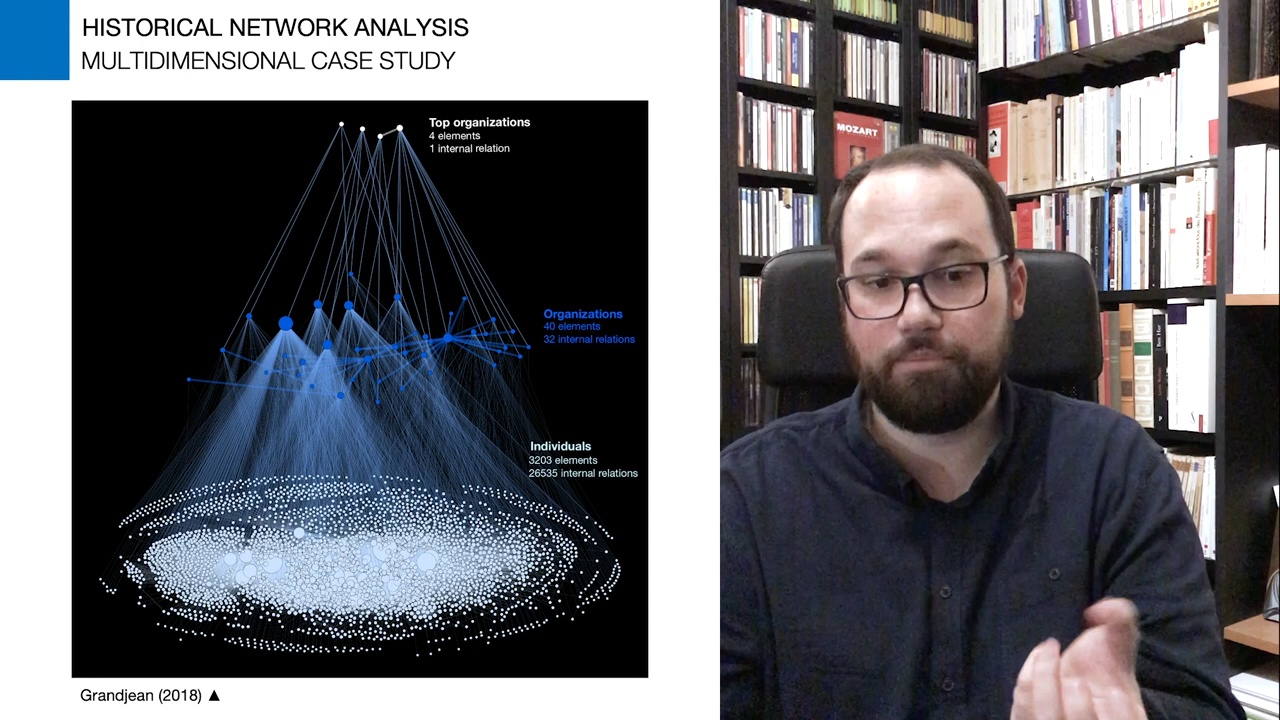 HISTORICAL NETWORK ANALYSIS
MULTIDIMENSIONAL CASE STUDY
Top organizations
4 elements
1 internal relation
Organizations
40 elements
32 internal relations
Individuals
3203 elements
26535 internal relations
Grandjean (2018) ▲
MOZART